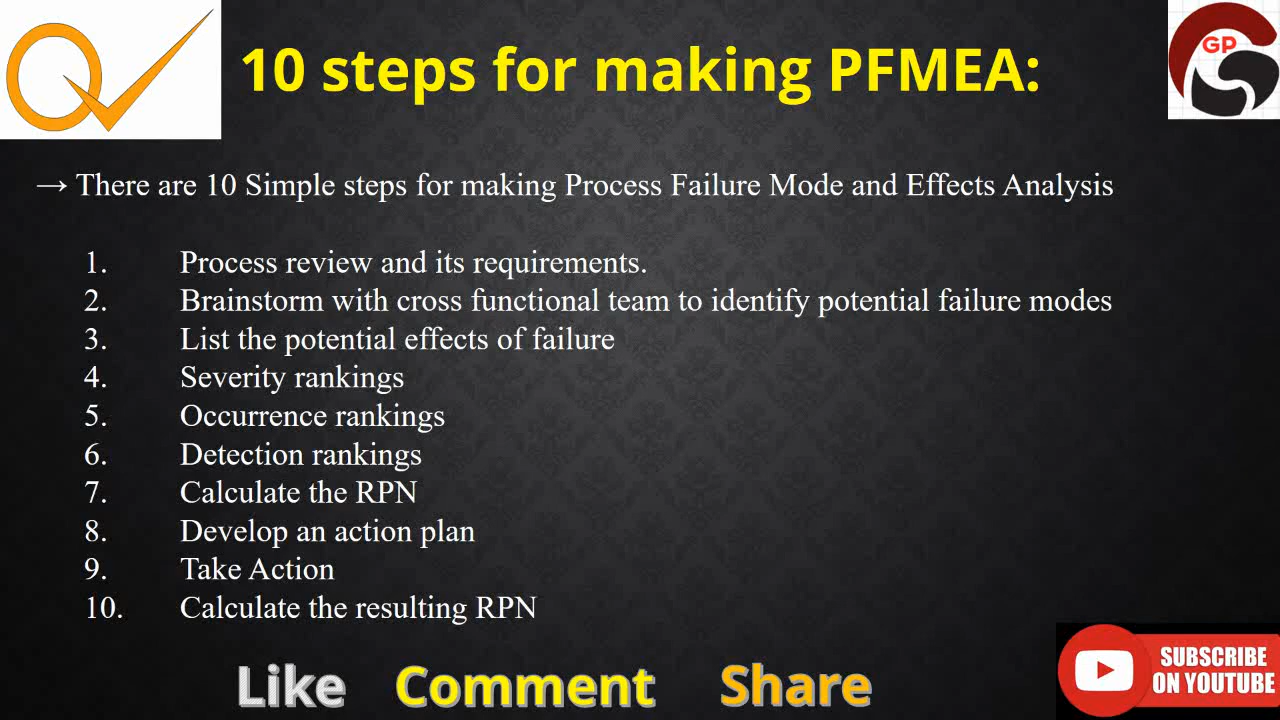 10 steps for making PFMEA:
GP
→ There are 10 Simple steps for making Process Failure Mode and Effects Analysis
1. Process review and its requirements.
2. Brainstorm with cross functional team to identify potential failure modes
3. List the potential effects of failure
4. Severity rankings
5. Occurrence rankings
6. Detection rankings
7. Calculate the RPN
8. Develop an action plan
9. Take Action
10. Calculate the resulting RPN
Like Comment Share
SUBSCRIBE
ON YOUTUBE